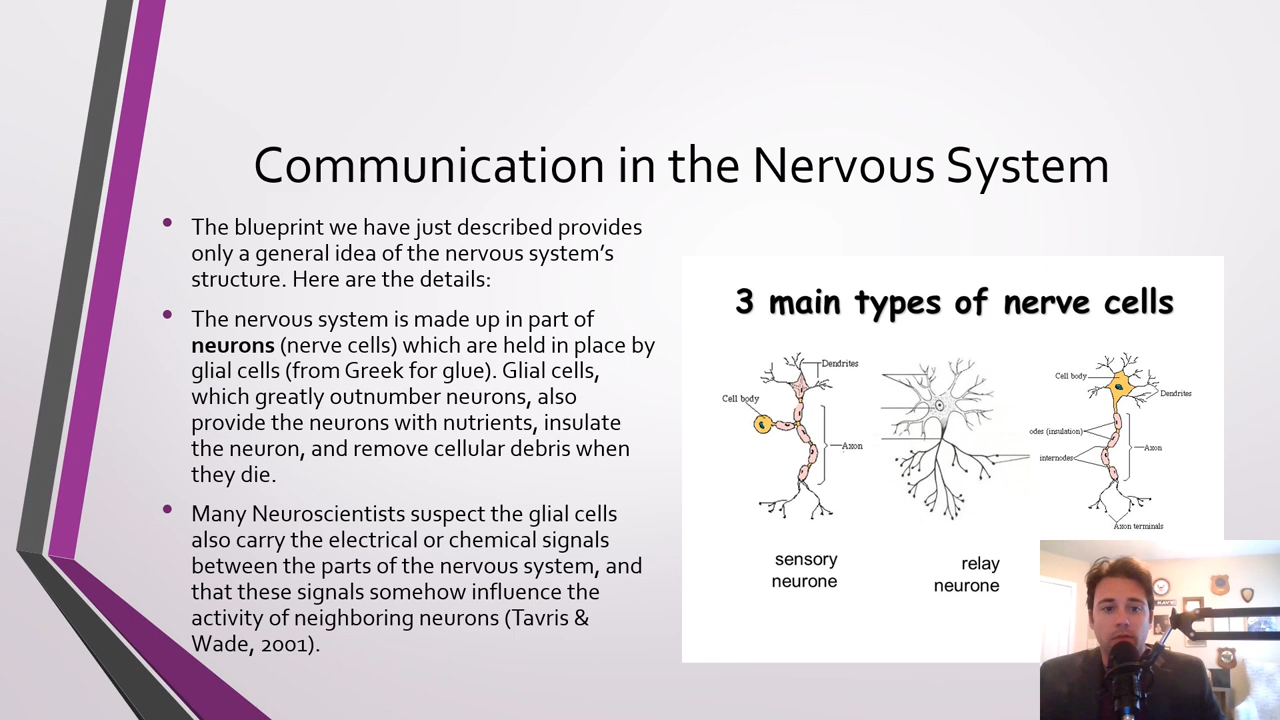 Communication in the Nervous System
• The blueprint we have just described provides
only a general idea of the nervous system's
structure. Here are the details:
• The nervous system is made up in part of
neurons (nerve cells) which are held in place by
glial cells (from Greek for glue). Glial cells,
which greatly outnumber neurons, also
provide the neurons with nutrients, insulate
the neuron, and remove cellular debris when
they die.
• Many Neuroscientists suspect the glial cells
also carry the electrical or chemical signals
between the parts of the nervous system, and
that these signals somehow influence the
activity of neighboring neurons (Tavris &
Wade, 2001).
3 main types of nerve cells
Dendrites
Cell body
Axon
Cell body
Dendrites
odes (insulation)
internodes
Axon
Axon terminals
sensory
neurone
relay
neurone
NAVY